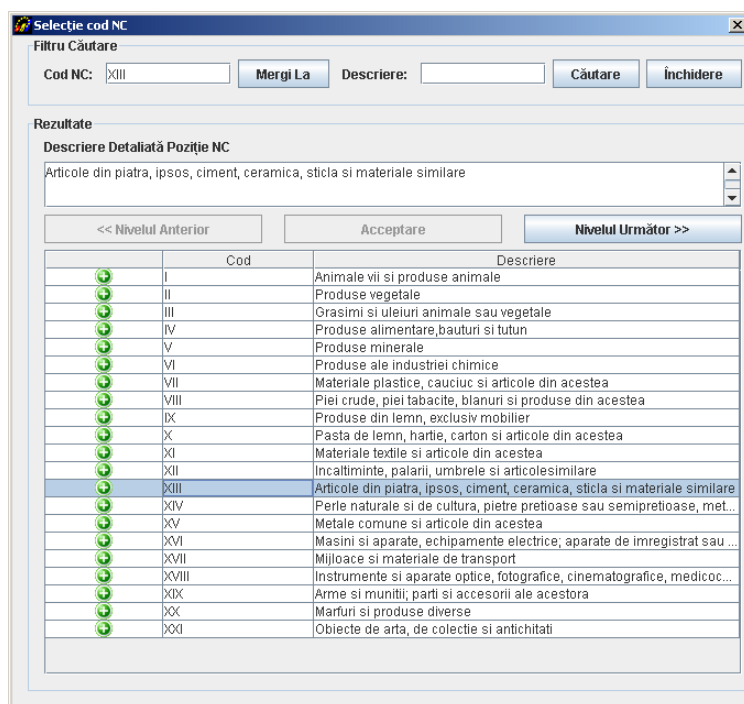 Selecție cod NC
Filtru Căutare
Cod NC: XIII Mergi La Descriere: Căutare Închidere
Rezultate
Descriere Detaliată Poziție NC
Articole din piatra, ipsos, ciment, ceramica, sticla si materiale similare
<< Nivelul Anterior Acceptare Nivelul Următor >>
Cod Descriere
I Animale vii si produse animale
II Produse vegetale
III Grasimi si uleiuri animale sau vegetale
IV Produse alimentare,bauturi si tutun
V Produse minerale
VI Produse ale industriei chimice
VII Materiale plastice, cauciuc si articole din acestea
VIII Piei crude, piei tabacite, blanuri si produse din acestea
IX Produse din lemn, exclusiv mobilier
X Pasta de lemn, hartie, carton si articole din acestea
XI Materiale textile si articole din acestea
XII Incaltiminte, palarii, umbrele si articolesimilare
XIII Articole din piatra, ipsos, ciment, ceramica, sticla si materiale similare
XIV Perle naturale si de cultura, pietre pretioase sau semipretioase, met...
XV Metale comune si articole din acestea
XVI Masini si aparate, echipamente electrice; aparate de imregistrat sau ...
XVII Mijloace si materiale de transport
XVIII Instrumente si aparate optice, fotografice, cinematografice, medicoc...
XIX Arme si munitii; parti si accesorii ale acestora
XX Marfuri si produse diverse
XXI Obiecte de arta, de colectie si antichitati